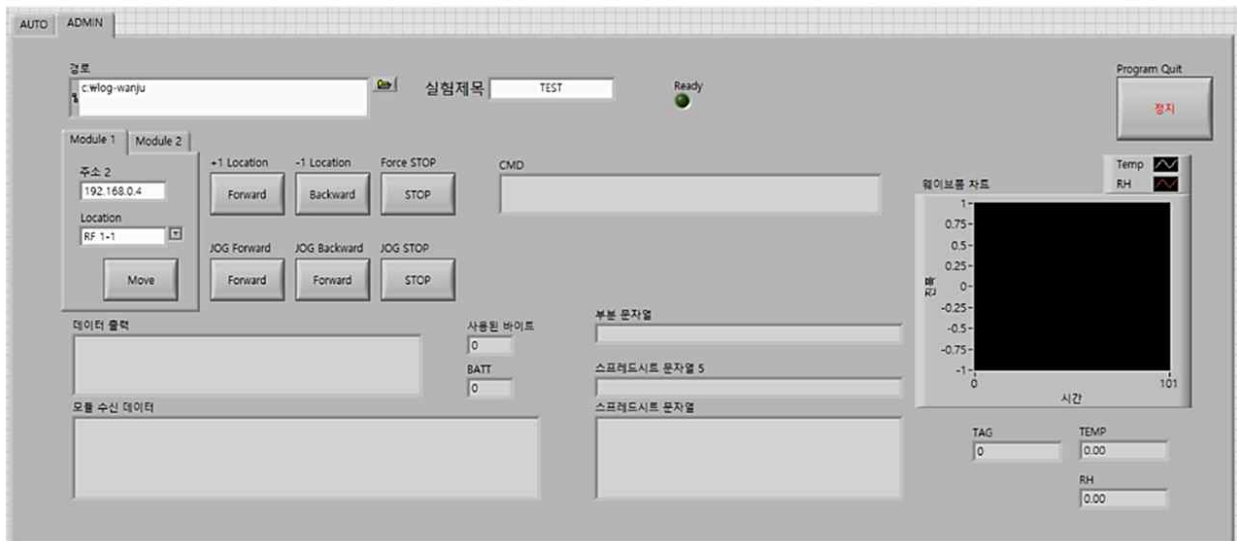 AUTO ADMIN
경로
c:₩log-wanju
실험제목 TEST
Ready
Program Quit
정지
Module 1 Module 2
주소 2
192.168.0.4
Location
RF 1-1
Move
+1 Location -1 Location Force STOP
Forward Backward STOP
JOG Forward JOG Backward JOG STOP
Forward Forward STOP
CMD
웨이브폼 차트
Temp
RH
1
0.75
0.5
0.25
0
-0.25
-0.5
-0.75
-1
진폭
0 101
시간
데이터 출력
사용된 바이트
0
BATT
0
부분 문자열
스프레드시트 문자열 5
스프레드시트 문자열
모듈 수신 데이터
TAG TEMP
0 0.00
RH
0.00